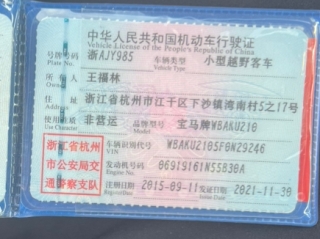 中华人民共和国机动车行驶证
Vehicle License of the People's Republic of China
号牌号码 浙AJY985 车辆类型 小型越野客车
Plate No. Vehicle Type
所有人 王福林
Owner
住址 浙江省杭州市江干区下沙镇湾南村5之17号
Address
使用性质 非营运 品牌型号 宝马牌WBAKU210
Use Character Model
浙江省杭州市公安局交通警察支队
车辆识别代号 WBAKU2105F0N29246
VIN
发动机号码 06919161N55B30A
Engine No.
注册日期 2015-09-11 发证日期 2021-11-30
Register Date Issue Date